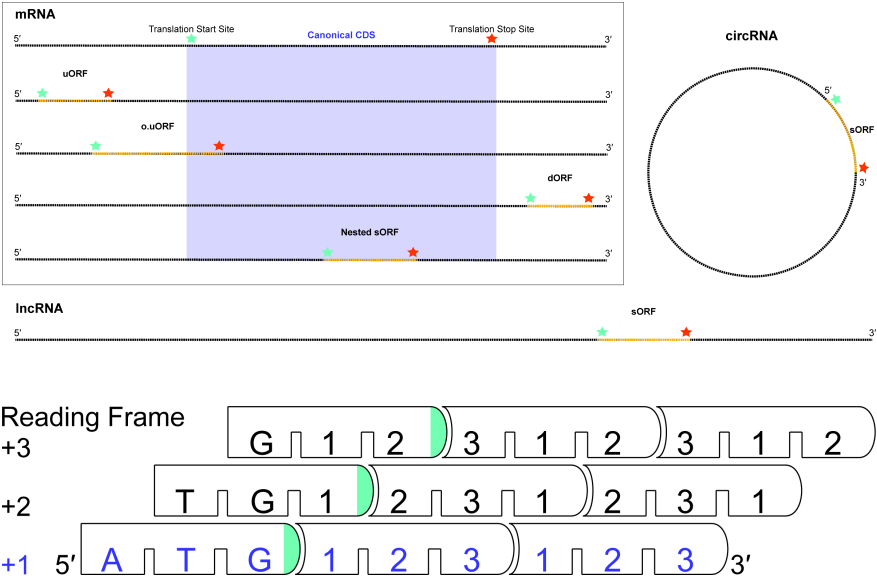 mRNA
Translation Start Site
Canonical CDS
Translation Stop Site
5′
3′
uORF
5′
3′
o.uORF
5′
3′
dORF
5′
3′
Nested sORF
5′
3′
circRNA
5′
sORF
3′
lncRNA
sORF
5′
3′
Reading Frame
+3
G 1 2 3 1 2 3 1 2
+2
T G 1 2 3 1 2 3 1
+1 5′ A T G 1 2 3 1 2 3 3′